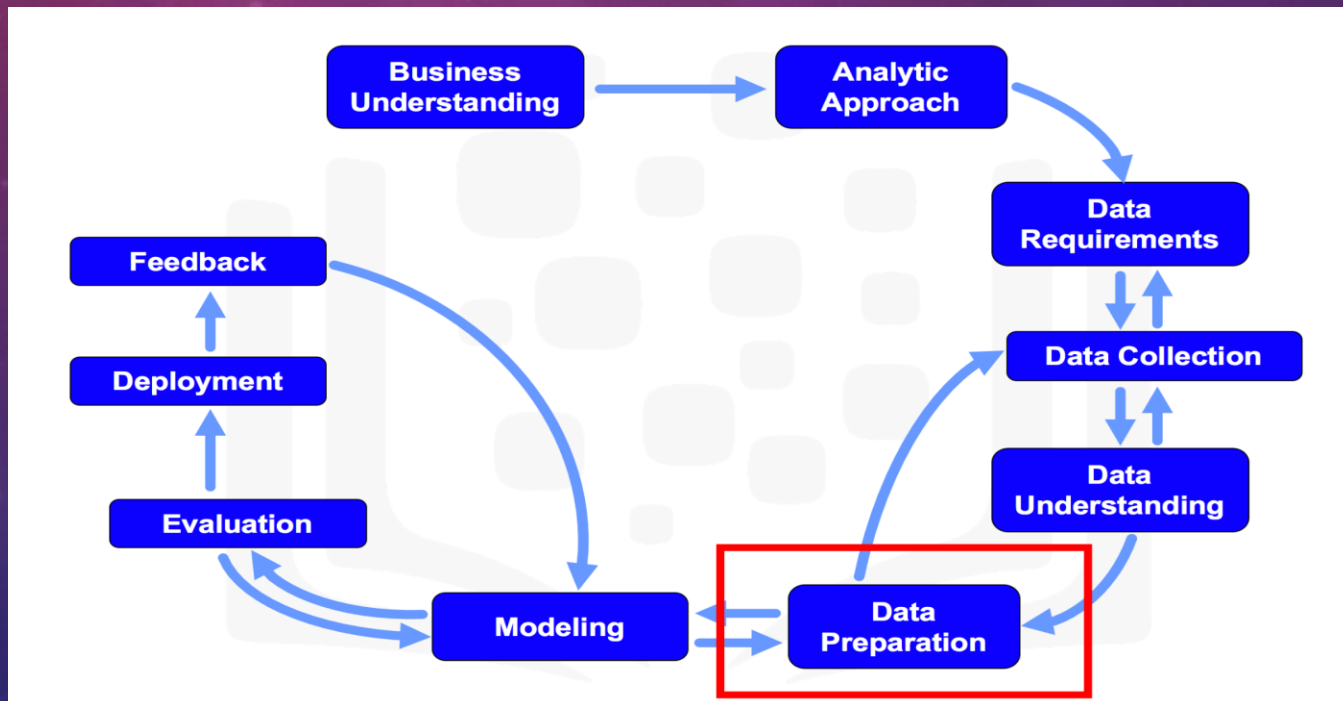 Business
Understanding
Analytic
Approach
Data
Requirements
Feedback
Data Collection
Deployment
Data
Understanding
Evaluation
Data
Preparation
Modeling